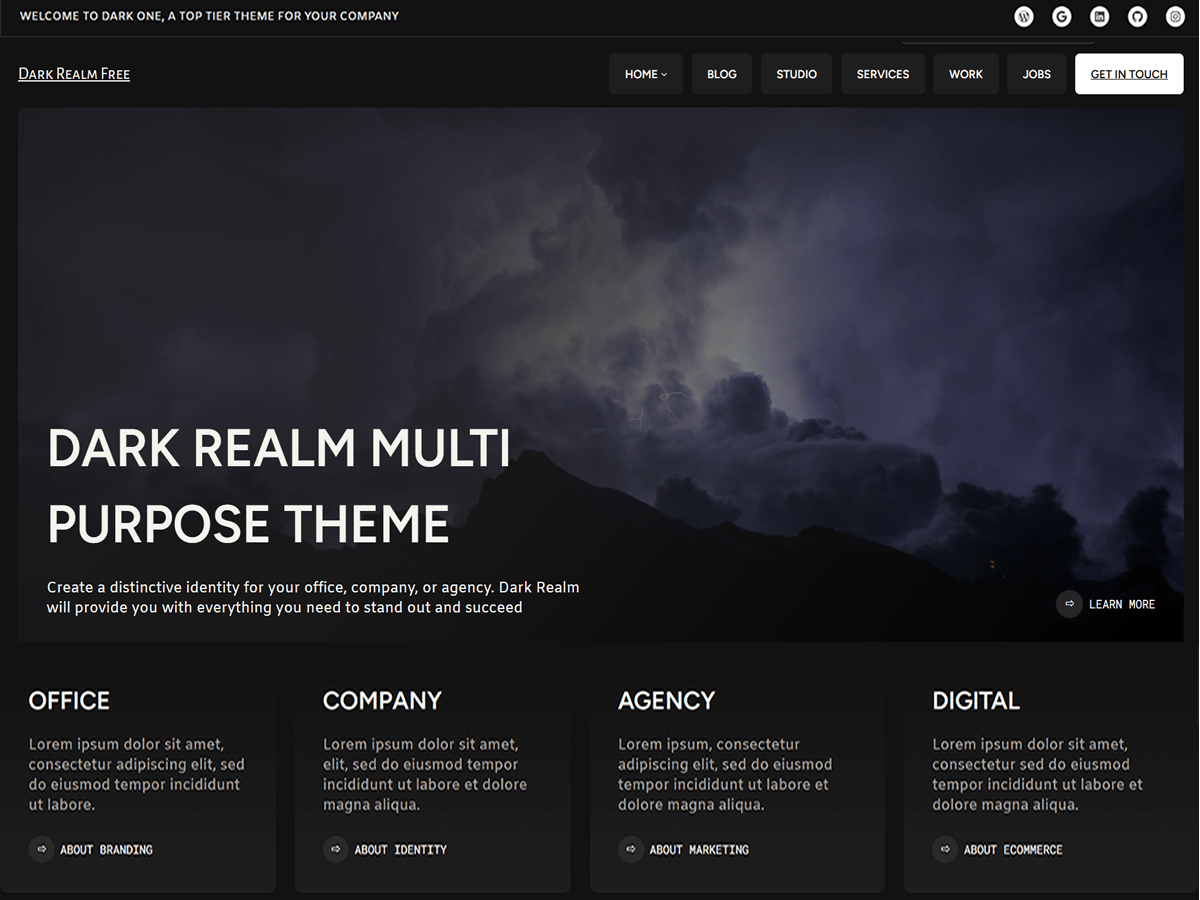 WELCOME TO DARK ONE, A TOP TIER THEME FOR YOUR COMPANY
Dark Realm Free
HOME
BLOG
STUDIO
SERVICES
WORK
JOBS
GET IN TOUCH
DARK REALM MULTI
PURPOSE THEME
Create a distinctive identity for your office, company, or agency. Dark Realm
will provide you with everything you need to stand out and succeed
LEARN MORE
OFFICE
Lorem ipsum dolor sit amet,
consectetur adipiscing elit, sed
do eiusmod tempor incididunt
ut labore.
ABOUT BRANDING
COMPANY
Lorem ipsum dolor sit amet,
elit, sed do eiusmod tempor
incididunt ut labore et dolore
magna aliqua.
ABOUT IDENTITY
AGENCY
Lorem ipsum, consectetur
adipiscing elit, sed do eiusmod
tempor incididunt ut labore et
dolore magna aliqua.
ABOUT MARKETING
DIGITAL
Lorem ipsum dolor sit amet,
consectetur sed do eiusmod
tempor incididunt ut labore et
dolore magna aliqua.
ABOUT ECOMMERCE